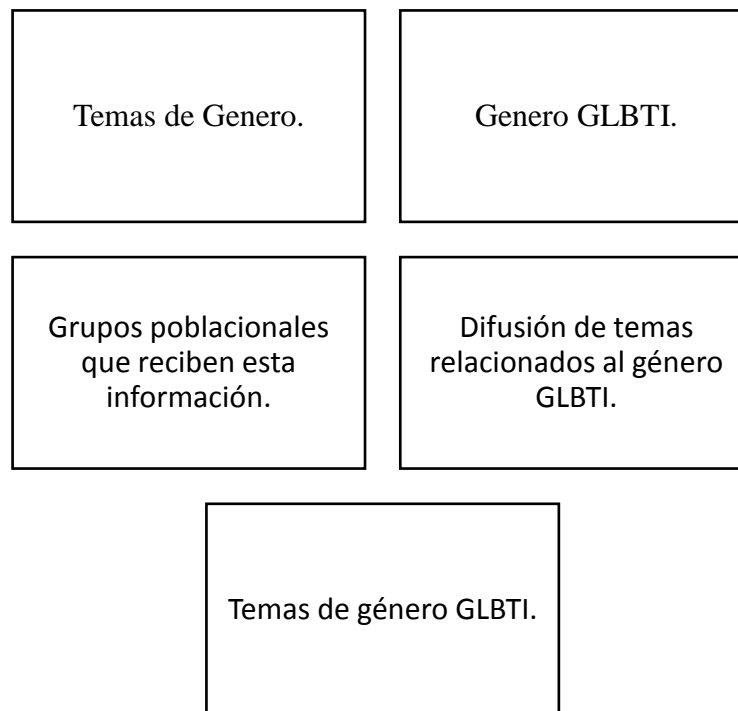 Temas de Genero.
Genero GLBTI.
Grupos poblacionales
que reciben esta
información.
Difusión de temas
relacionados al género
GLBTI.
Temas de género GLBTI.